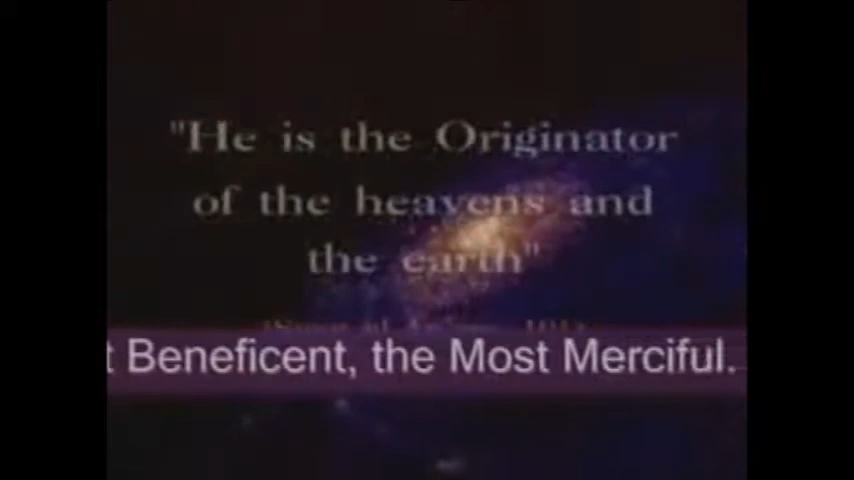 "He is the Originator
of the heavens and
the earth"
t Beneficent, the Most Merciful.